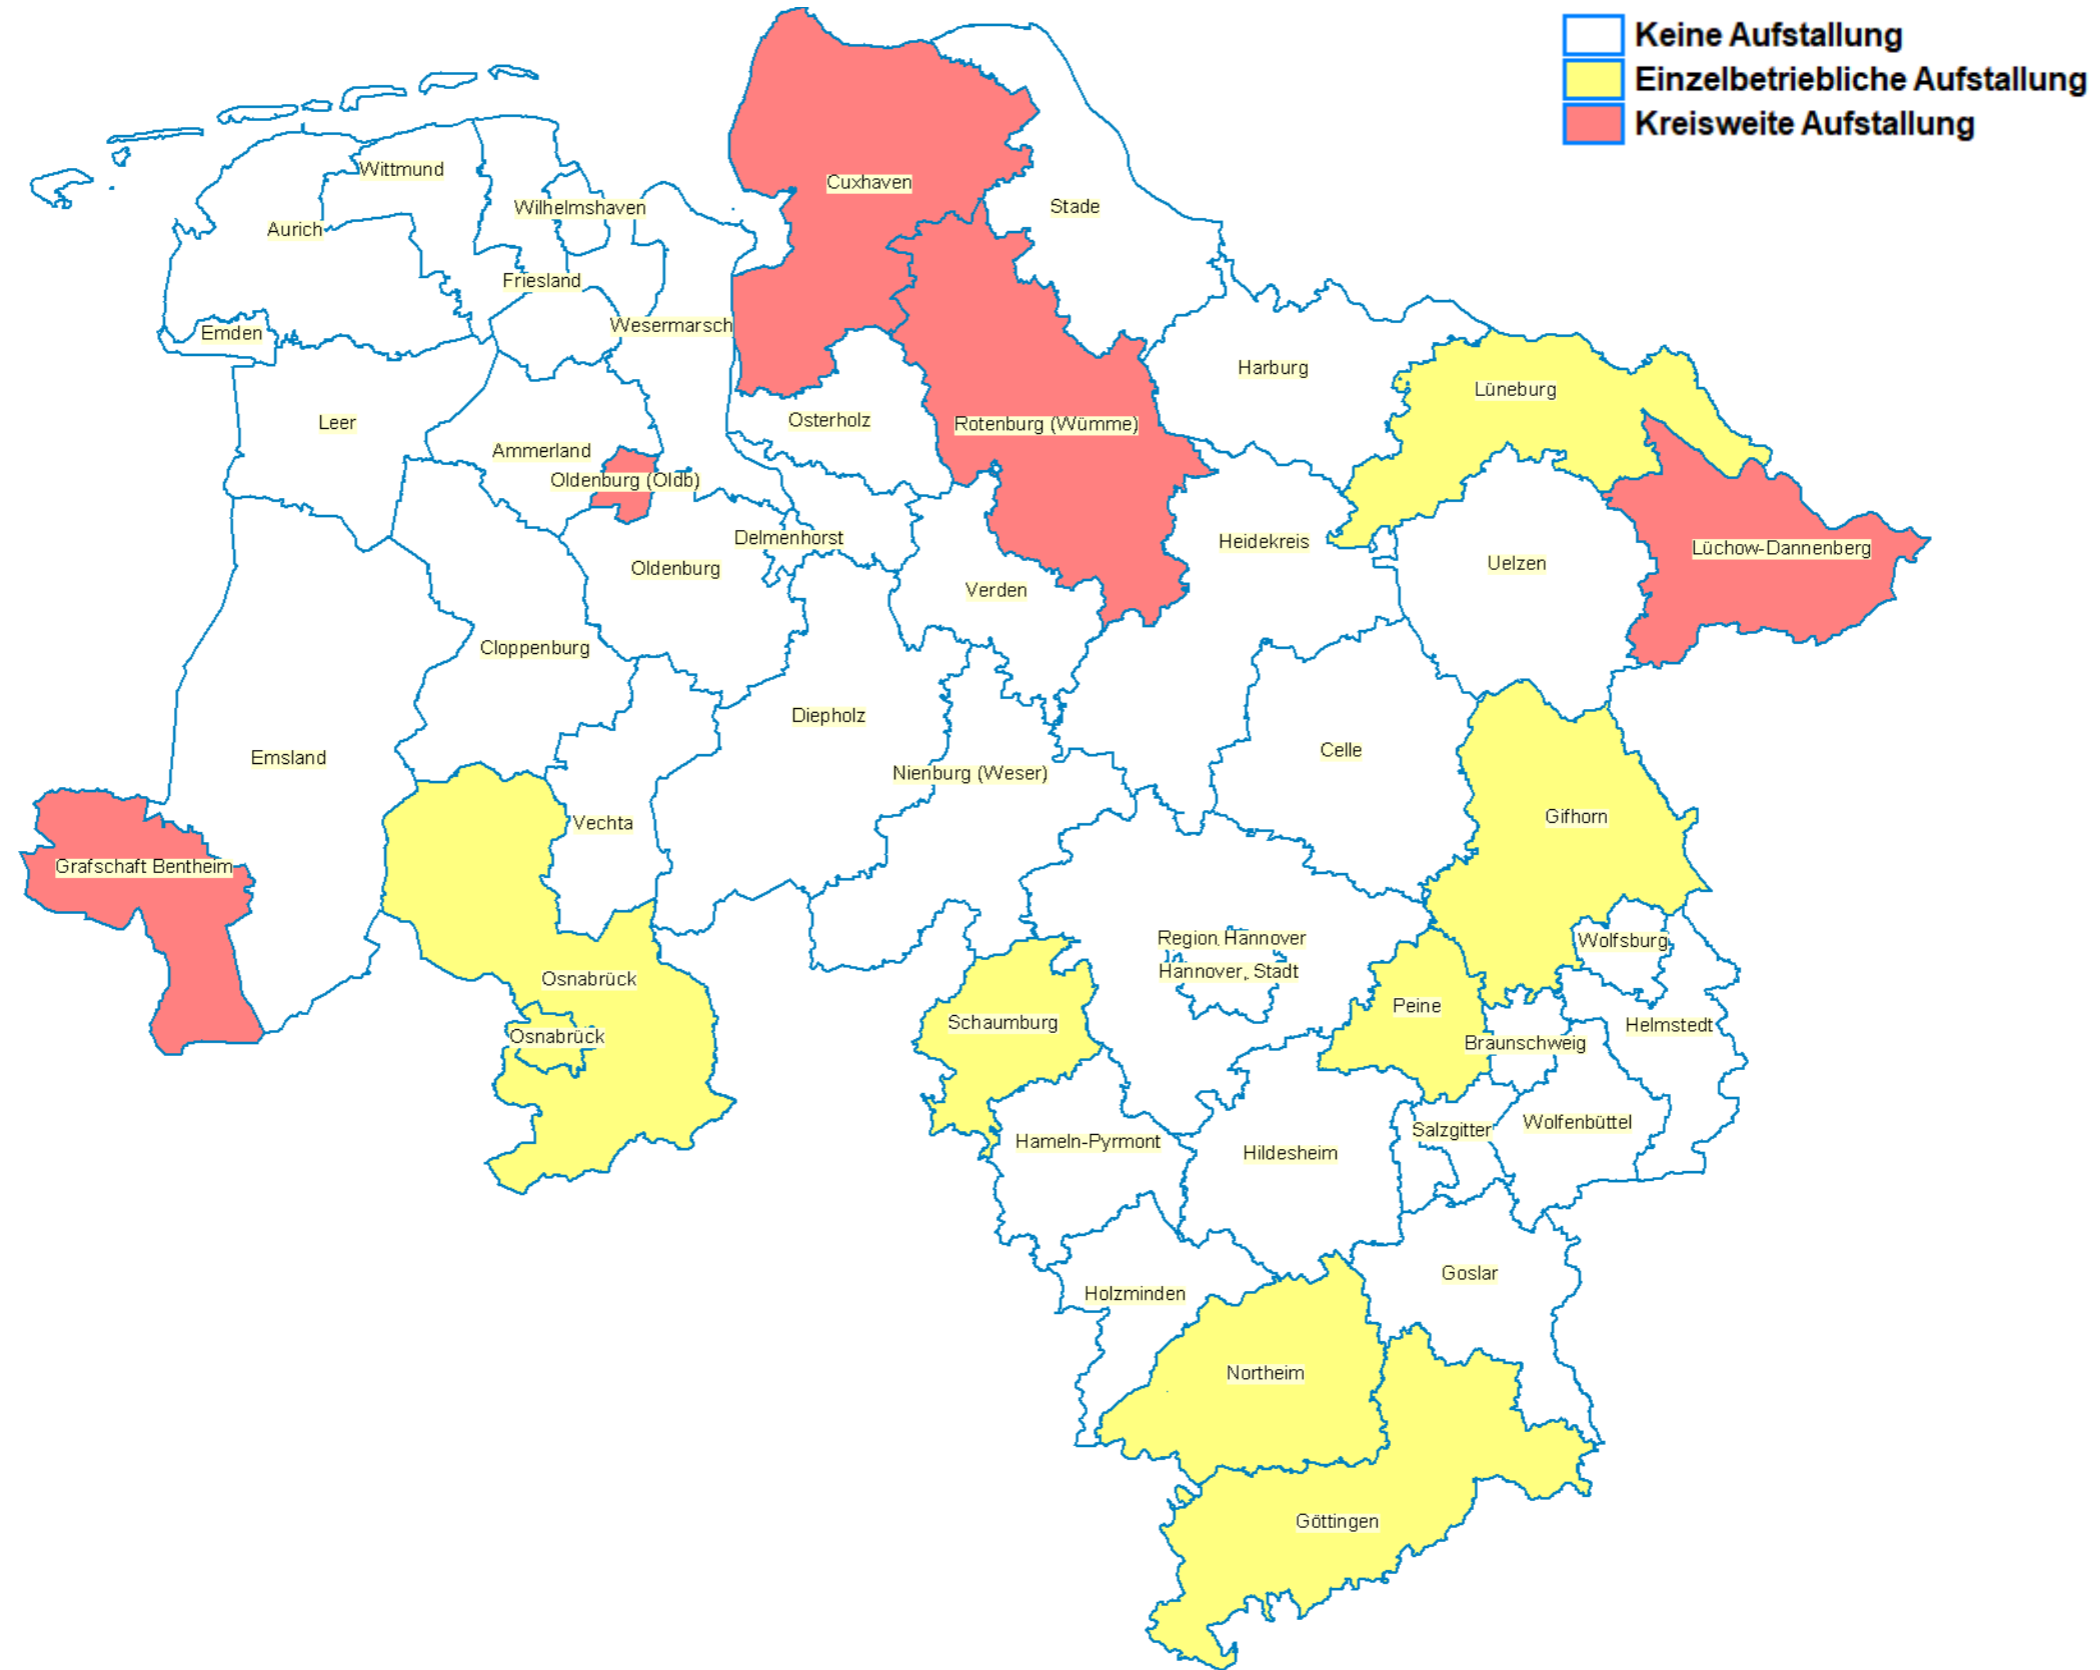 Keine Aufstallung
Einzelbetriebliche Aufstallung
Kreisweite Aufstallung
Wittmund
Cuxhaven
Wilhelmshaven
Stade
Aurich
Friesland
Wesermarsch
Emden
Harburg
Lüneburg
Leer
Osterholz
Rotenburg (Wümme)
Ammerland
Oldenburg (Oldb)
Delmenhorst
Heidekreis
Lüchow-Dannenberg
Oldenburg
Uelzen
Verden
Cloppenburg
Diepholz
Celle
Emsland
Nienburg (Weser)
Gifhorn
Vechta
Grafschaft Bentheim
Region Hannover
Wolfsburg
Hannover, Stadt
Osnabrück
Peine
Schaumburg
Helmstedt
Osnabrück
Braunschweig
Wolfenbüttel
Salzgitter
Hameln-Pyrmont
Hildesheim
Goslar
Holzminden
Northeim
Göttingen